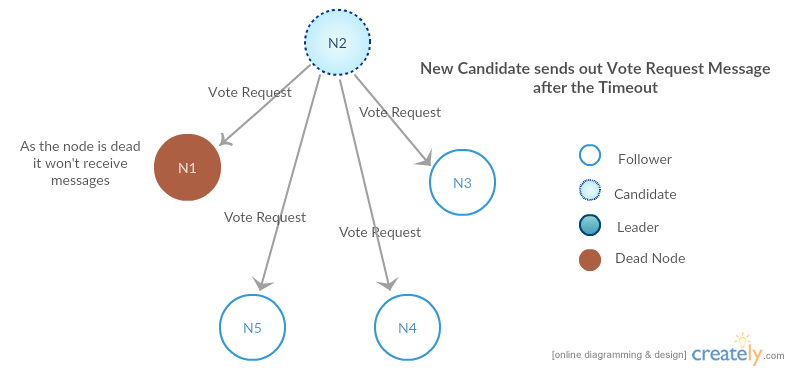 N2
New Candidate sends out Vote Request Message
after the Timeout
Vote Request
Vote Request
As the node is dead
it won't receive
messages
N1
N3
Follower
Candidate
Leader
Dead Node
Vote Request
Vote Request
N5
N4
[online diagramming & design] creately.com